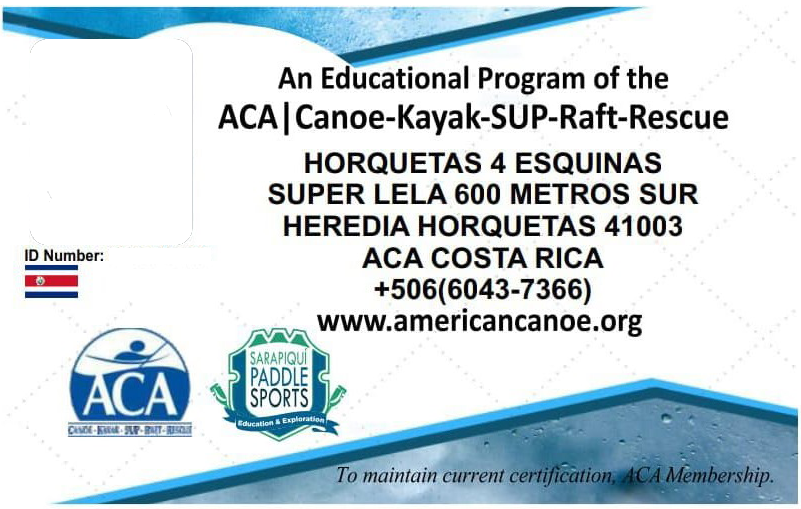 An Educational Program of the
ACA|Canoe-Kayak-SUP-Raft-Rescue
HORQUETAS 4 ESQUINAS
SUPER LELA 600 METROS SUR
HEREDIA HORQUETAS 41003
ACA COSTA RICA
+506(6043-7366)
www.americancanoe.org
ID Number:
ACA
CANOE - KAYAK - SUP - RAFT - RESCUE
SARAPIQUÍ
PADDLE
SPORTS
Education & Exploration
To maintain current certification, ACA Membership.